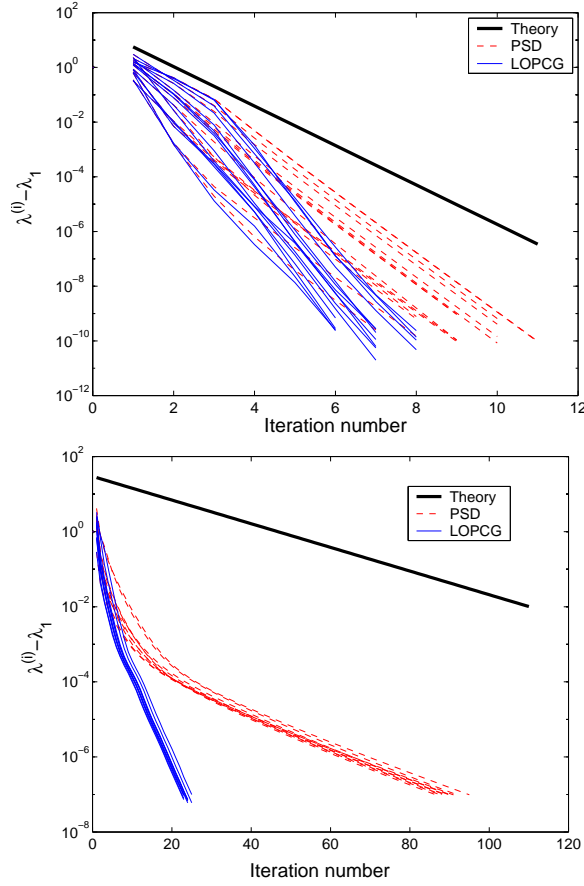 10^2
10^0
10^-2
10^-4
10^-6
10^-8
10^-10
10^-12
λ^(i)−λ_1
Theory
PSD
LOPCG
0 2 4 6 8 10 12
Iteration number
10^2
10^0
10^-2
10^-4
10^-6
10^-8
λ^(i)−λ_1
Theory
PSD
LOPCG
0 20 40 60 80 100 120
Iteration number